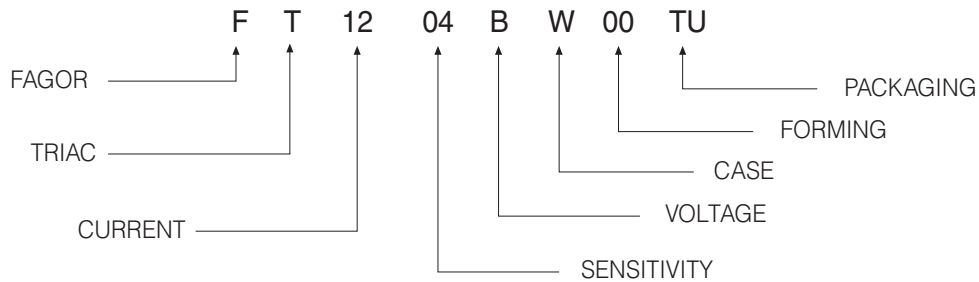 F T 12 04 B W 00 TU
FAGOR
PACKAGING
FORMING
TRIAC
CASE
VOLTAGE
CURRENT
SENSITIVITY